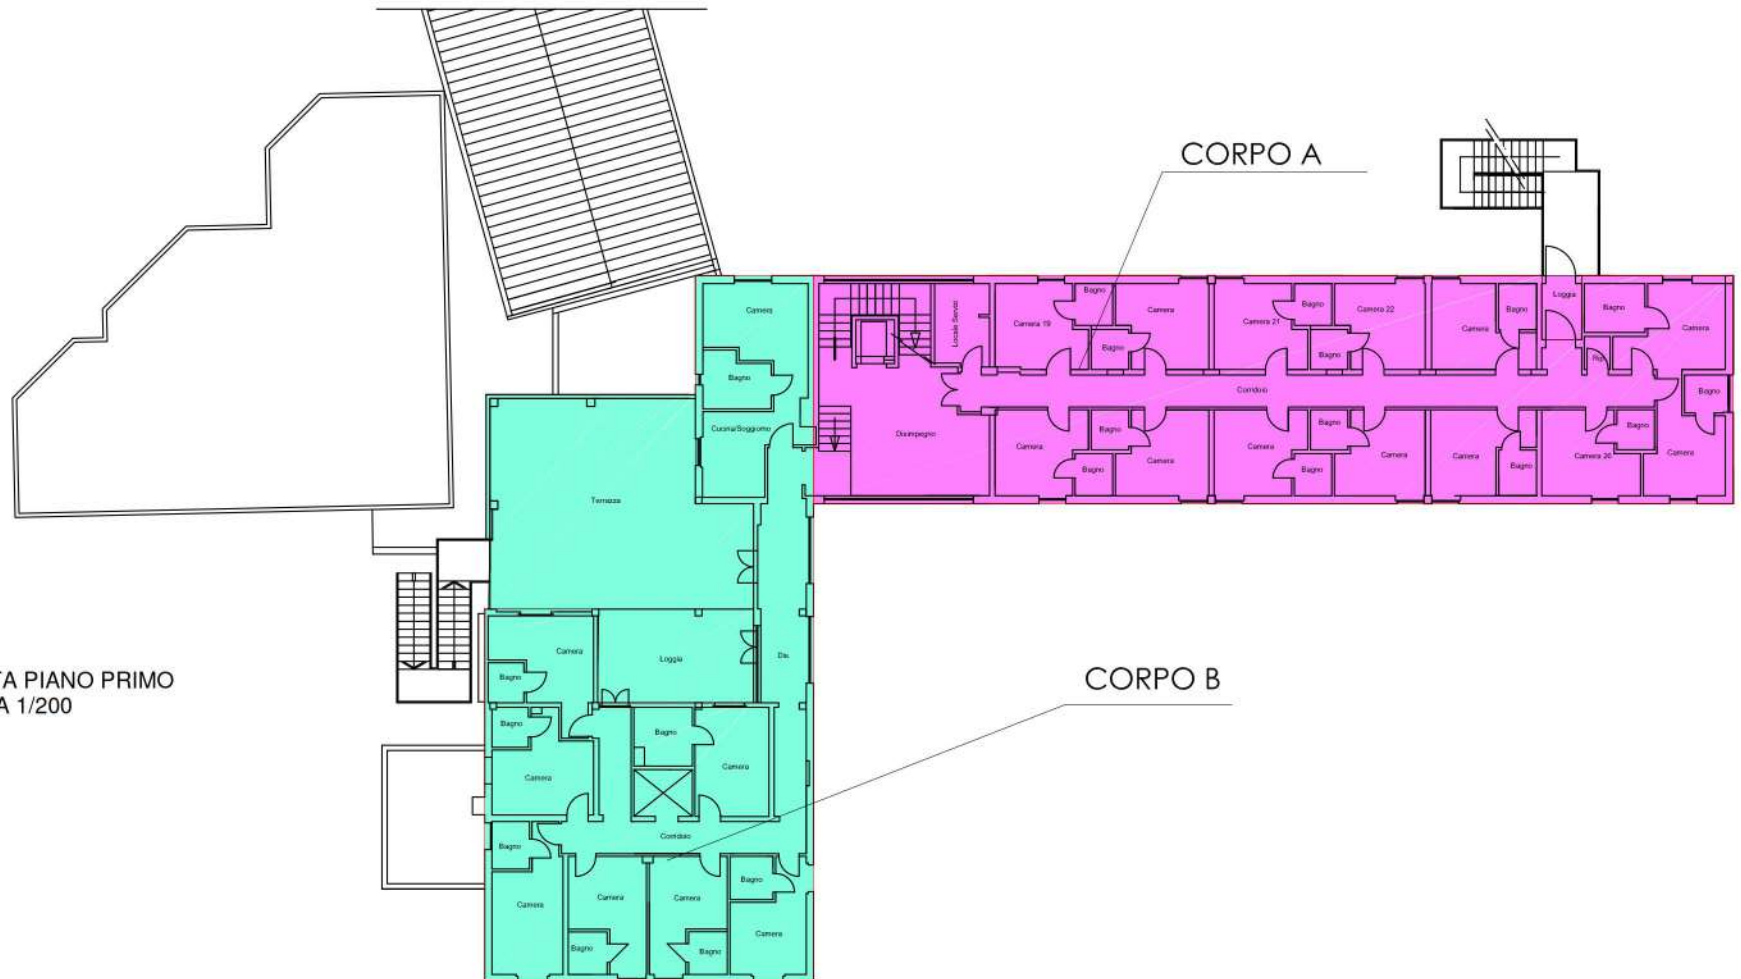 CORPO A
Bagno
Loggia
Camera
Camera 19
Locale Servizi
Camera
Camera 21
Bagno
Camera 22
Camera
Bagno
Bagno
Camera
Bagno
Bagno
Bagno
Corridoio
Bagno
Cucina/Soggiorno
Disimpegno
Camera
Bagno
Bagno
Camera
Camera
Bagno
Bagno
Camera
Camera
Bagno
Camera 26
Bagno
Camera
Terrazza
Camera
Loggia
Dis.
Bagno
TA PIANO PRIMO
A 1/200
CORPO B
Bagno
Bagno
Camera
Camera
Corridoio
Bagno
Bagno
Camera
Camera
Camera
Camera
Bagno
Bagno